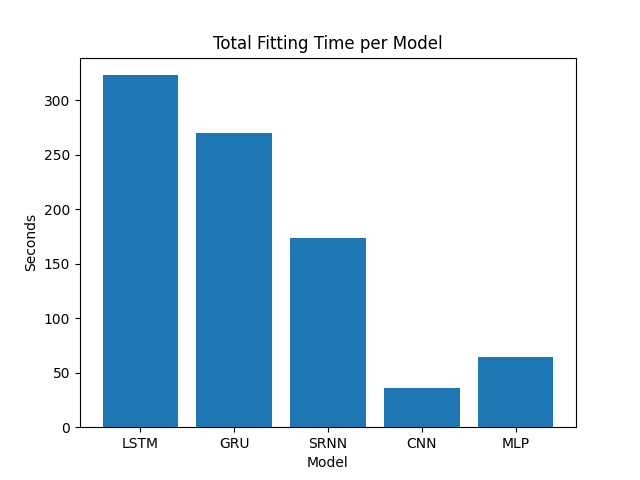 Total Fitting Time per Model
300
250
200
150
100
50
0
Seconds
LSTM GRU SRNN CNN MLP
Model